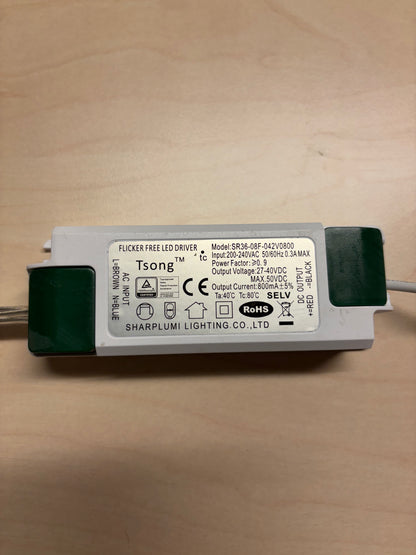 FLICKER FREE LED DRIVER
Tsong™
tc
Model:SR36-08F-042V0800
Input:200-240VAC 50/60Hz 0.3A MAX
Power Factor:≥0.9
Output Voltage:27-40VDC
MAX.50VDC
Output Current:800mA±5%
Ta:40℃ Tc:80℃ SELV
CE
RoHS
SHARPLUMI LIGHTING CO.,LTD
AC INPUT
L=BROWN N=BLUE
DC OUTPUT
+=RED -=BLACK